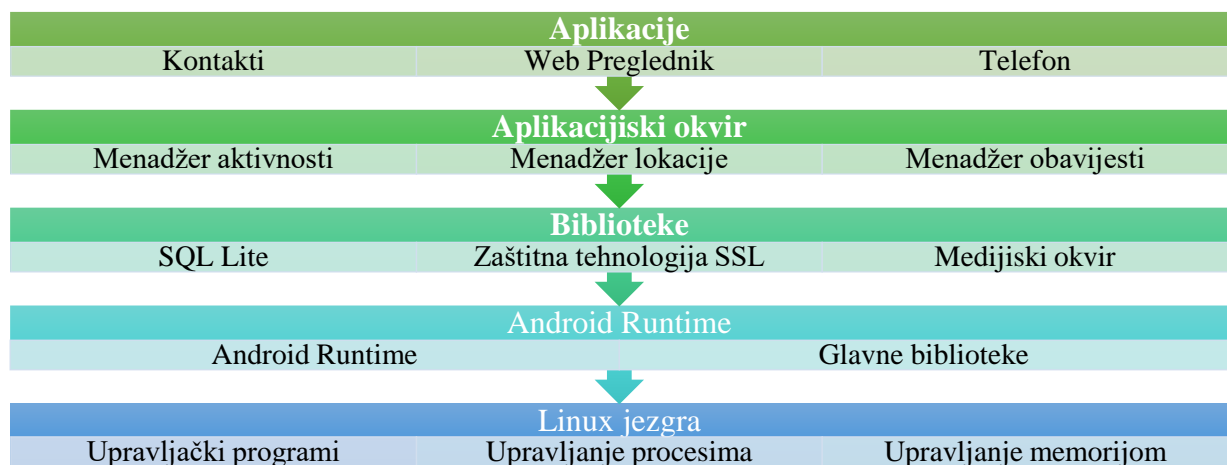 Aplikacije
Kontakti Web Preglednik Telefon
Aplikacijiski okvir
Menadžer aktivnosti Menadžer lokacije Menadžer obavijesti
Biblioteke
SQL Lite Zaštitna tehnologija SSL Medijiski okvir
Android Runtime
Android Runtime Glavne biblioteke
Linux jezgra
Upravljački programi Upravljanje procesima Upravljanje memorijom